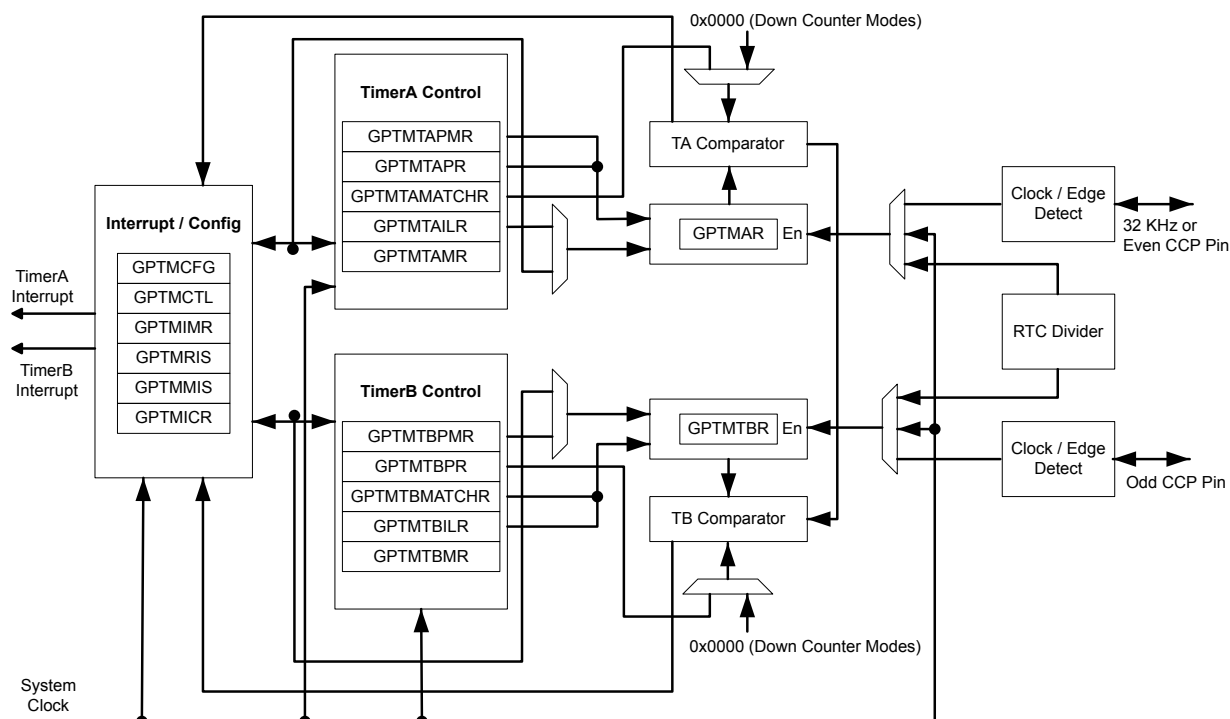 0x0000 (Down Counter Modes)
TimerA Control
GPTMTAPMR
GPTMTAPR
GPTMTAMATCHR
GPTMTAILR
GPTMTAMR
TA Comparator
GPTMAR
En
Clock / Edge
Detect
32 KHz or
Even CCP Pin
Interrupt / Config
GPTMCFG
GPTMCTL
GPTMIMR
GPTMRIS
GPTMMIS
GPTMICR
TimerA
Interrupt
TimerB
Interrupt
RTC Divider
TimerB Control
GPTMTBPMR
GPTMTBPR
GPTMTBMATCHR
GPTMTBILR
GPTMTBMR
GPTMTBR
En
TB Comparator
Clock / Edge
Detect
Odd CCP Pin
0x0000 (Down Counter Modes)
System
Clock